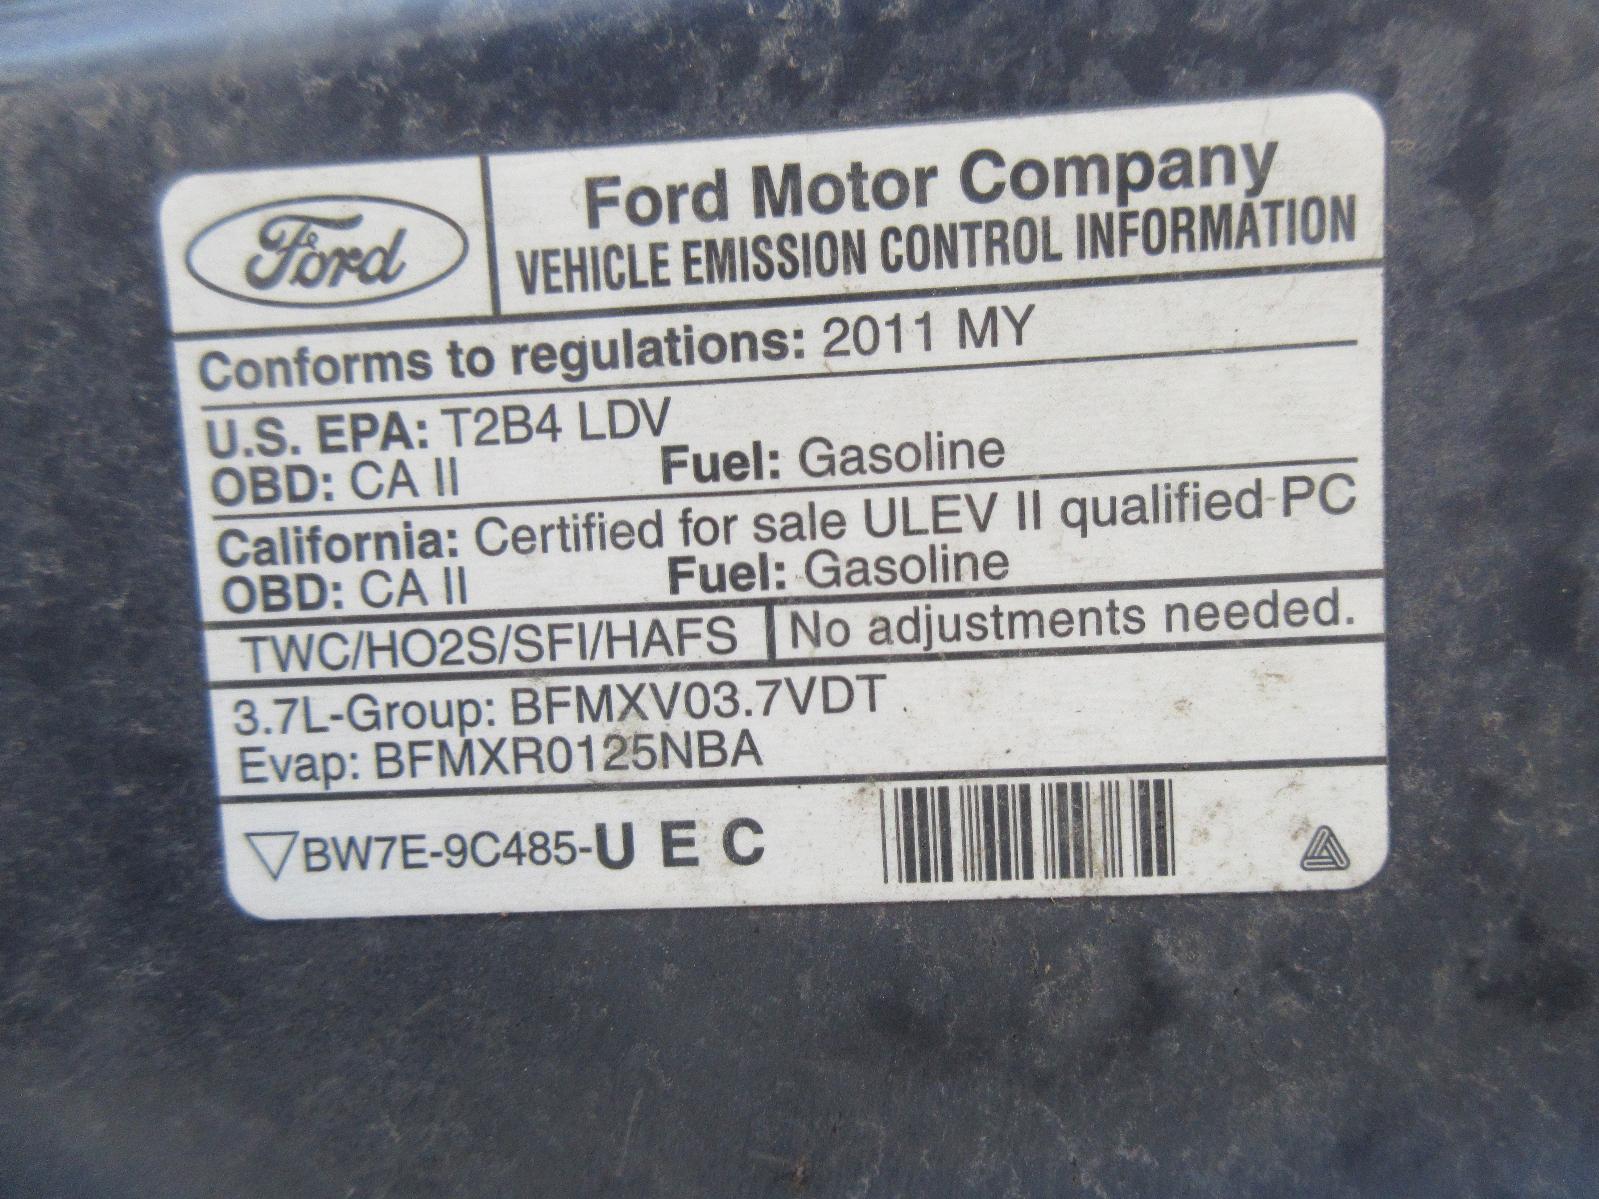 Ford
Ford Motor Company
VEHICLE EMISSION CONTROL INFORMATION
Conforms to regulations: 2011 MY
U.S. EPA: T2B4 LDV
OBD: CA II Fuel: Gasoline
California: Certified for sale ULEV II qualified PC
OBD: CA II Fuel: Gasoline
TWC/HO2S/SFI/HAFS No adjustments needed.
3.7L-Group: BFMXV03.7VDT
Evap: BFMXR0125NBA
BW7E-9C485-U E C